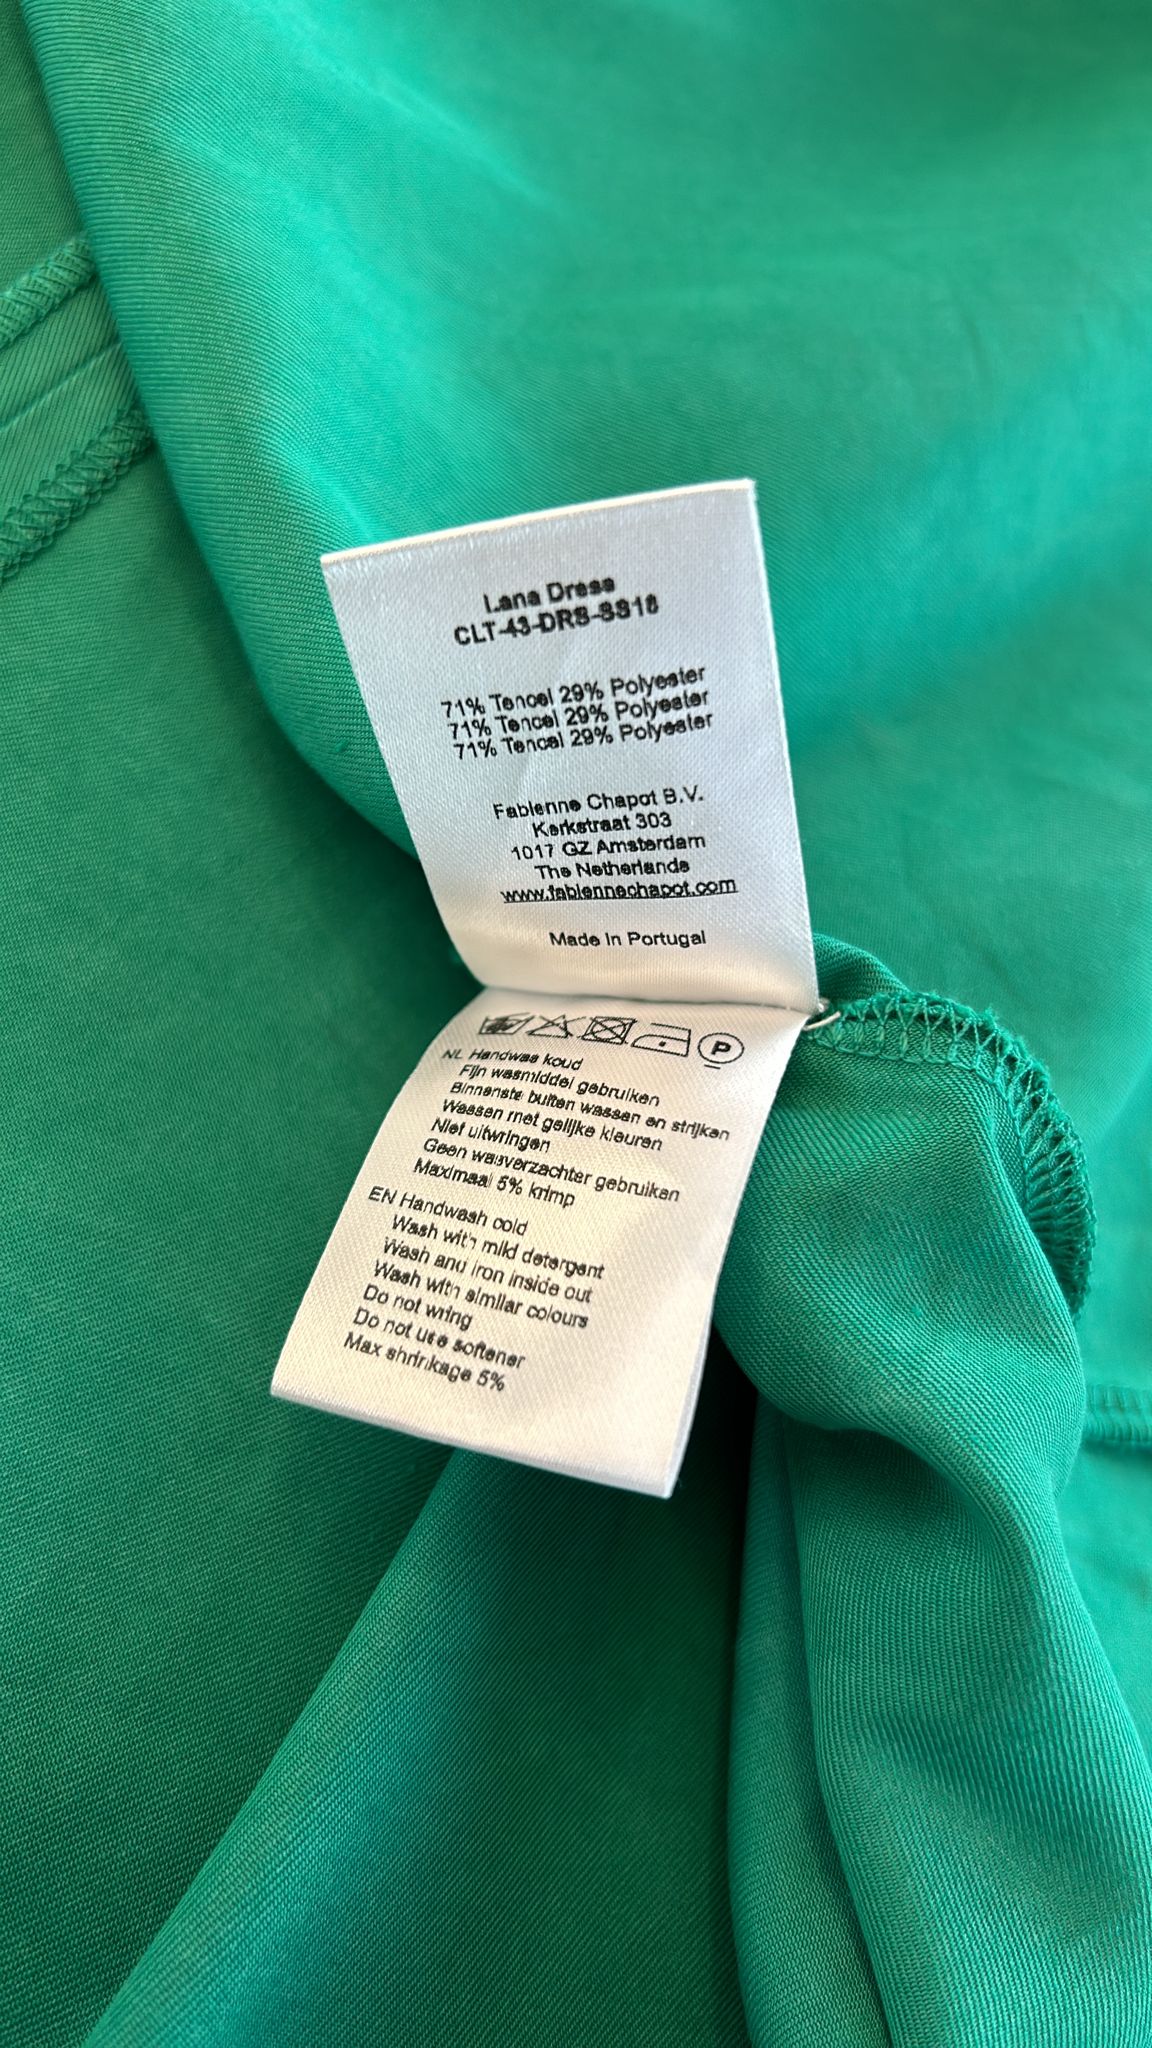 Lana Dress
CLT-43-DRS-SS18
71% Tencel 29% Polyester
71% Tencel 29% Polyester
71% Tencel 29% Polyester
Fabienne Chapot B.V.
Kerkstraat 303
1017 GZ Amsterdam
The Netherlands
www.fabiennechapot.com
Made in Portugal
P
NL Handwas koud
Fijn wasmiddel gebruiken
Binnenste buiten wassen en strijken
Wassen met gelijke kleuren
Niet uitwringen
Geen wasverzachter gebruiken
Maximaal 5% krimp
EN Handwash cold
Wash with mild detergent
Wash and iron inside out
Wash with similar colours
Do not wring
Do not use softener
Max shrinkage 5%